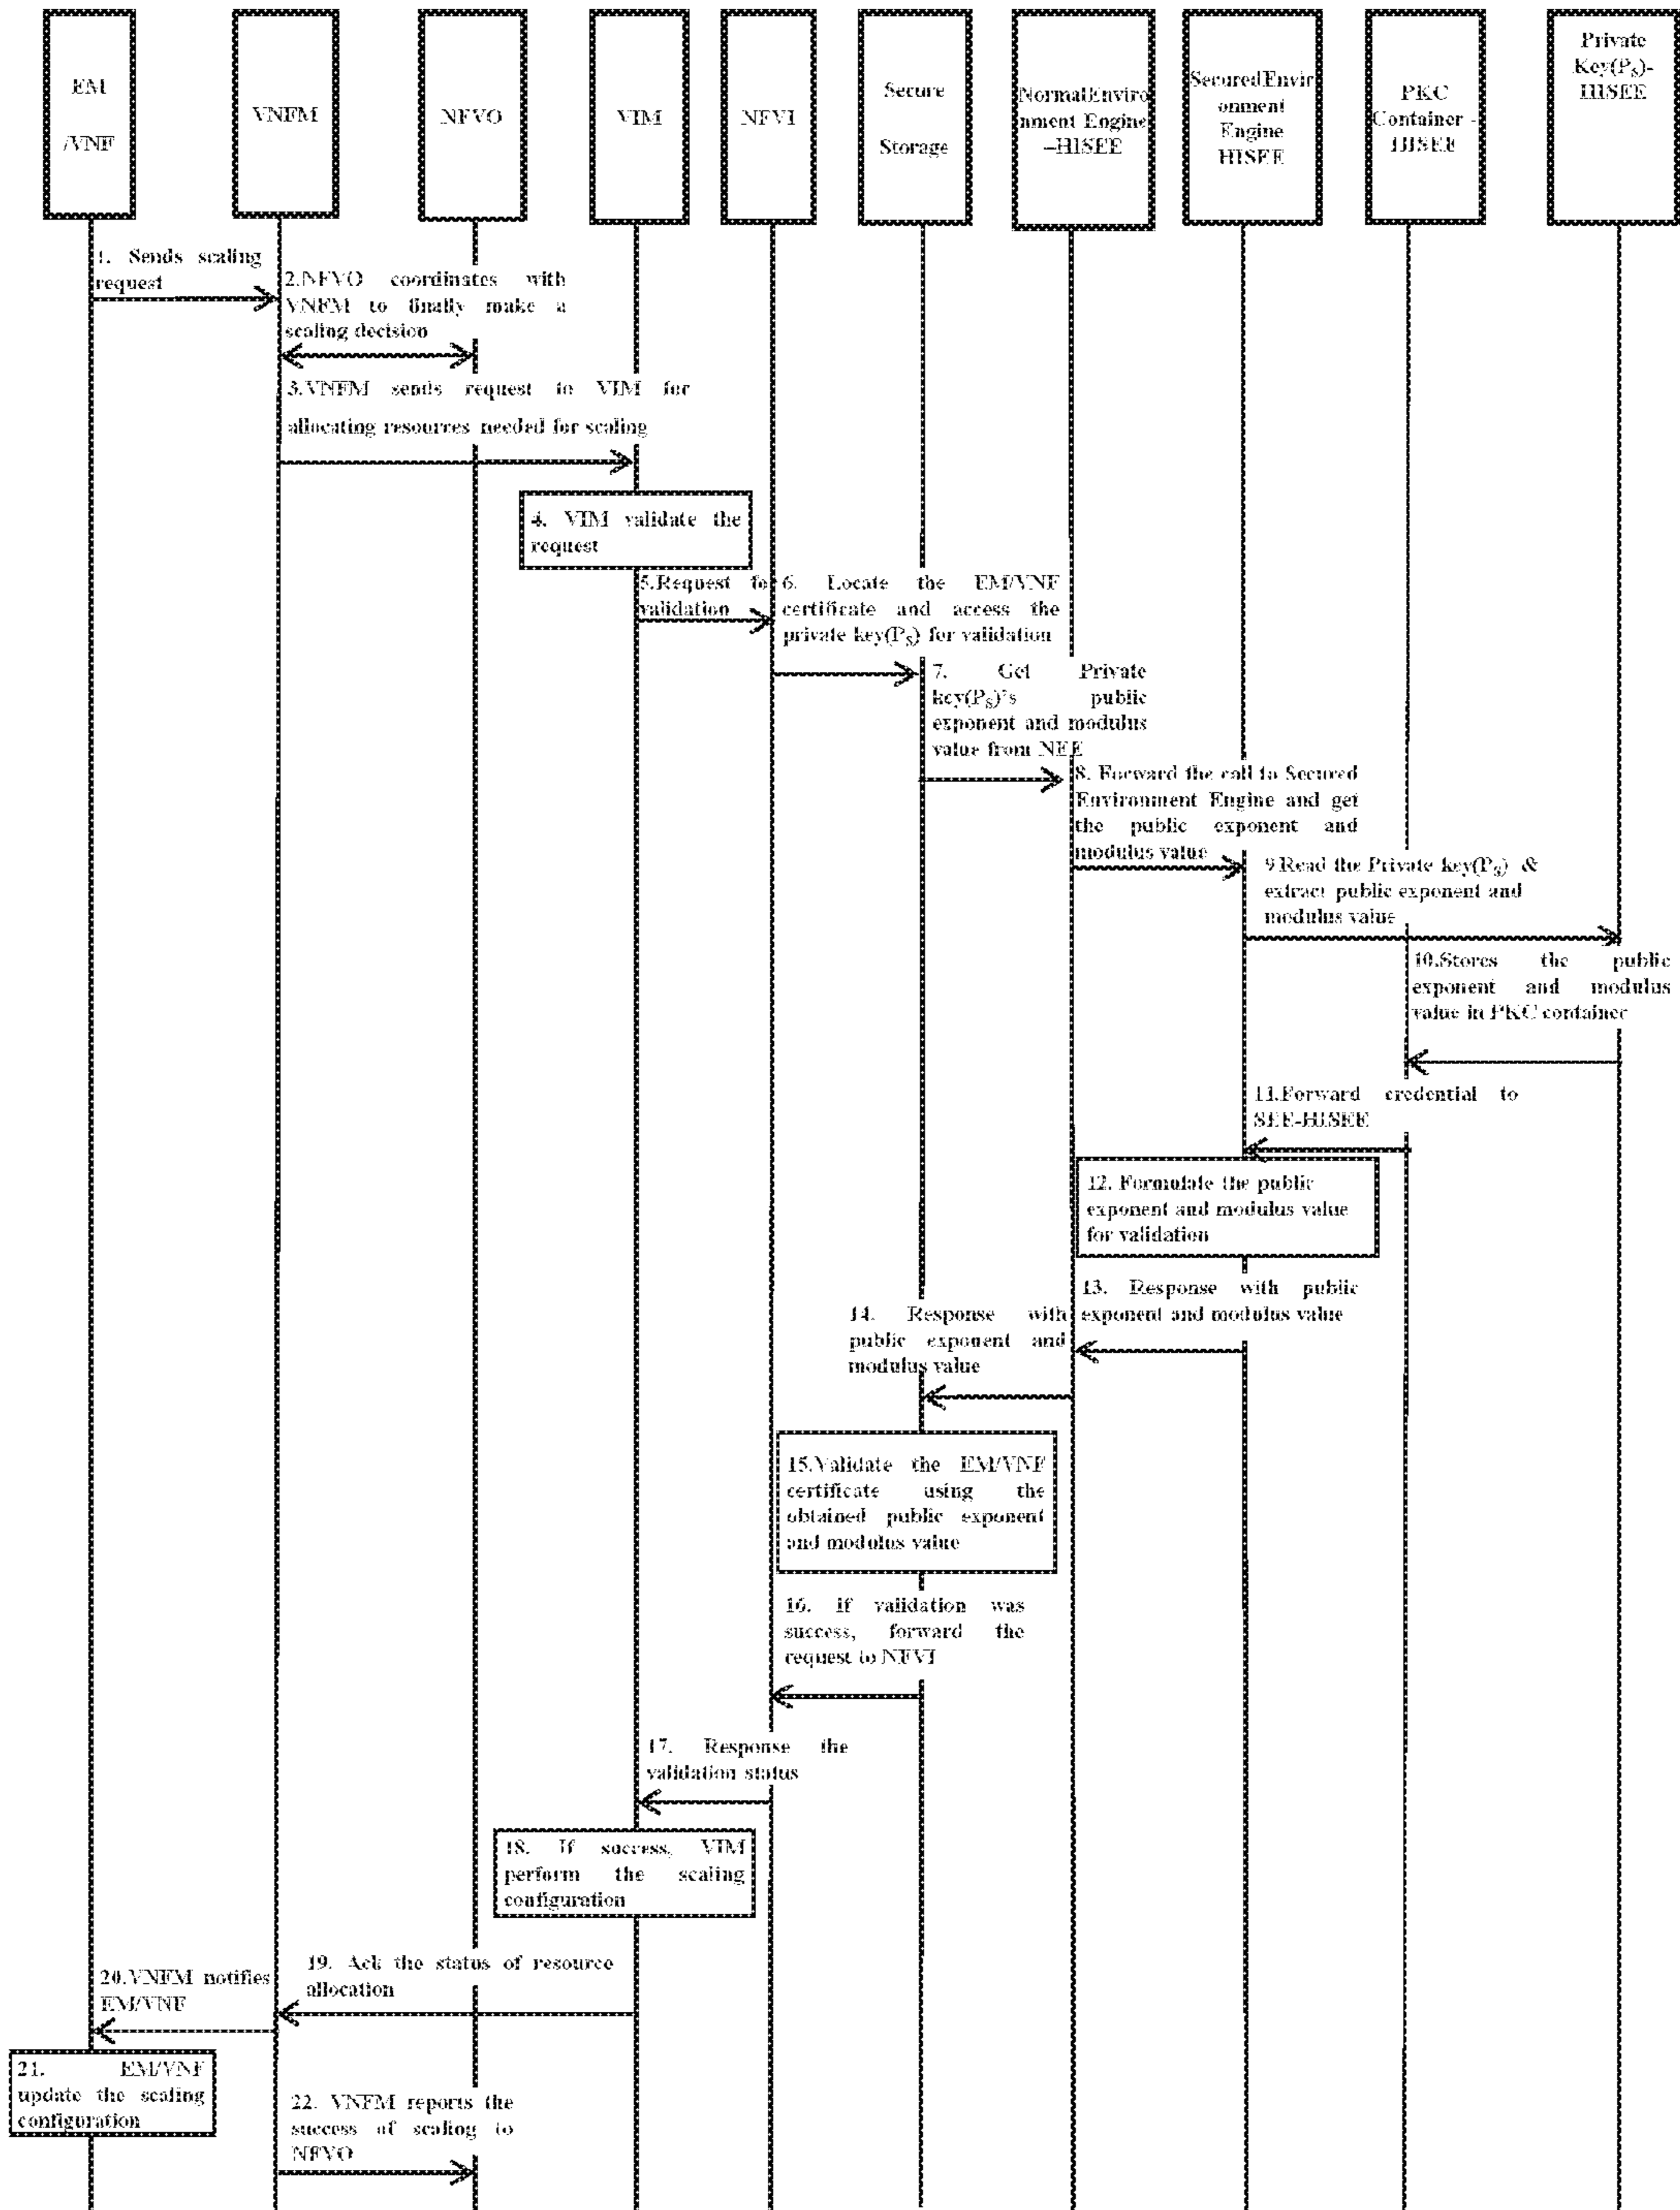 EM
/VNF
VNFM
NFVO
VIM
NFVI
Secure
Storage
NormalEnviro
nment Engine
–HISEE
SecuredEnvir
onment
Engine
HISEE
PKC
Container -
HISEE
Private
Key(PS)-
HISEE
1. Sends scaling
request
2.NFVO coordinates with
VNFM to finally make a
scaling decision
3.VNFM sends request to VIM for
allocating resources needed for scaling
4. VIM validate the
request
5.Request for
validation
6. Locate the EM/VNF
certificate and access the
private key(PS) for validation
7. Get Private
key(PS)'s public
exponent and modulus
value from NEE
8. Forward the call to Secured
Environment Engine and get
the public exponent and
modulus value
9.Read the Private key(PS) &
extract public exponent and
modulus value
10.Stores the public
exponent and modulus
value in PKC container
11.Forward credential to
SEE-HISEE
12. Formulate the public
exponent and modulus value
for validation
13. Response with public
exponent and modulus value
14. Response with
public exponent and
modulus value
15.Validate the EM/VNF
certificate using the
obtained public exponent
and modulus value
16. If validation was
success, forward the
request to NFVI
17. Response the
validation status
18. If success, VIM
perform the scaling
configuration
19. Ack the status of resource
allocation
20.VNFM notifies
EM/VNF
21. EM/VNF
update the scaling
configuration
22. VNFM reports the
success of scaling to
NFVO